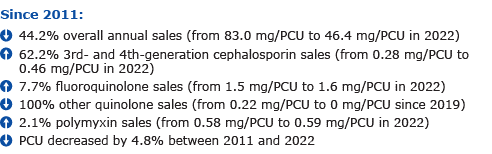 Since 2011:
44.2% overall annual sales (from 83.0 mg/PCU to 46.4 mg/PCU in 2022)
62.2% 3rd- and 4th-generation cephalosporin sales (from 0.28 mg/PCU to
0.46 mg/PCU in 2022)
7.7% fluoroquinolone sales (from 1.5 mg/PCU to 1.6 mg/PCU in 2022)
100% other quinolone sales (from 0.22 mg/PCU to 0 mg/PCU since 2019)
2.1% polymyxin sales (from 0.58 mg/PCU to 0.59 mg/PCU in 2022)
PCU decreased by 4.8% between 2011 and 2022